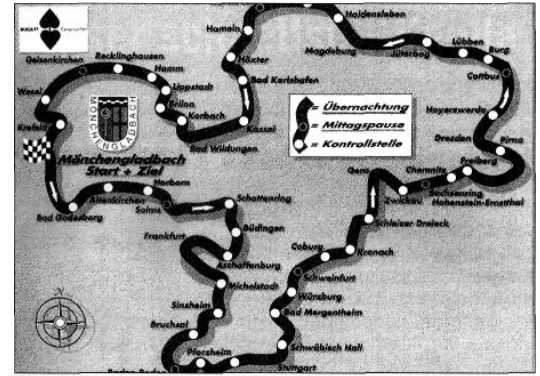 Hameln
Haldensleben
Magdeburg
Jüterbog
Lübben
Burg
Cottbus
Höxter
Recklinghausen
Gelsenkirchen
Hamm
Lippstadt
Bad Karlshafen
Wesel
Brilon
Korbach
Kassel
Bad Wildungen
Krefeld
MÖNCHENGLADBACH
Mönchengladbach
Start + Ziel
= Übernachtung
= Mittagspause
= Kontrollstelle
Hoyerswerda
Dresden
Pirna
Freiberg
Chemnitz
Gera
Sachsenring
Zwickau
Hohenstein-Ernstthal
Herborn
Altenkirchen
Solms
Schottenring
Bad Godesberg
Schleizer Dreieck
Büdingen
Frankfurt
Coburg
Kronach
Aschaffenburg
Schweinfurt
Michelstadt
Würzburg
Sinsheim
Bad Mergentheim
Bruchsal
Schwäbisch Hall
Pforzheim
Stuttgart
Baden-Baden